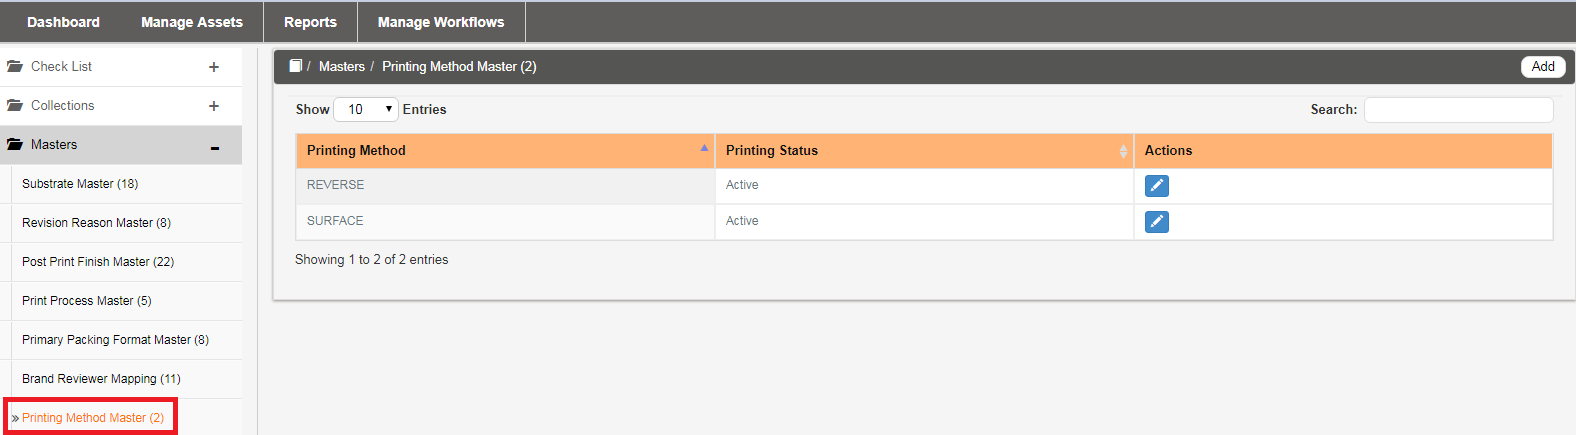 Dashboard Manage Assets Reports Manage Workflows
Check List +
Collections +
Masters -
Substrate Master (18)
Revision Reason Master (8)
Post Print Finish Master (22)
Print Process Master (5)
Primary Packing Format Master (8)
Brand Reviewer Mapping (11)
» Printing Method Master (2)
/ Masters / Printing Method Master (2) Add
Show 10 Entries Search:
Printing Method Printing Status Actions
REVERSE Active
SURFACE Active
Showing 1 to 2 of 2 entries